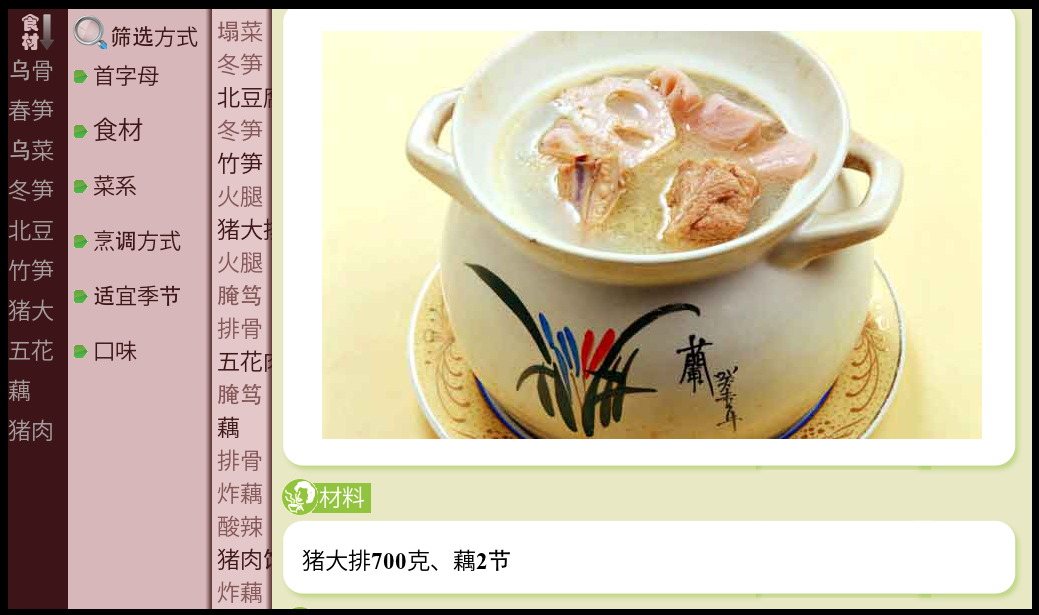 食材
乌骨
春笋
乌菜
冬笋
北豆
竹笋
猪大
五花
藕
猪肉
筛选方式
首字母
食材
菜系
烹调方式
适宜季节
口味
塌菜
冬笋
北豆
冬笋
竹笋
火腿
猪大排
火腿
腌笃
排骨
五花肉
腌笃
藕
排骨
炸藕
酸辣
猪肉馅
炸藕
蘭
材料
猪大排700克、藕2节